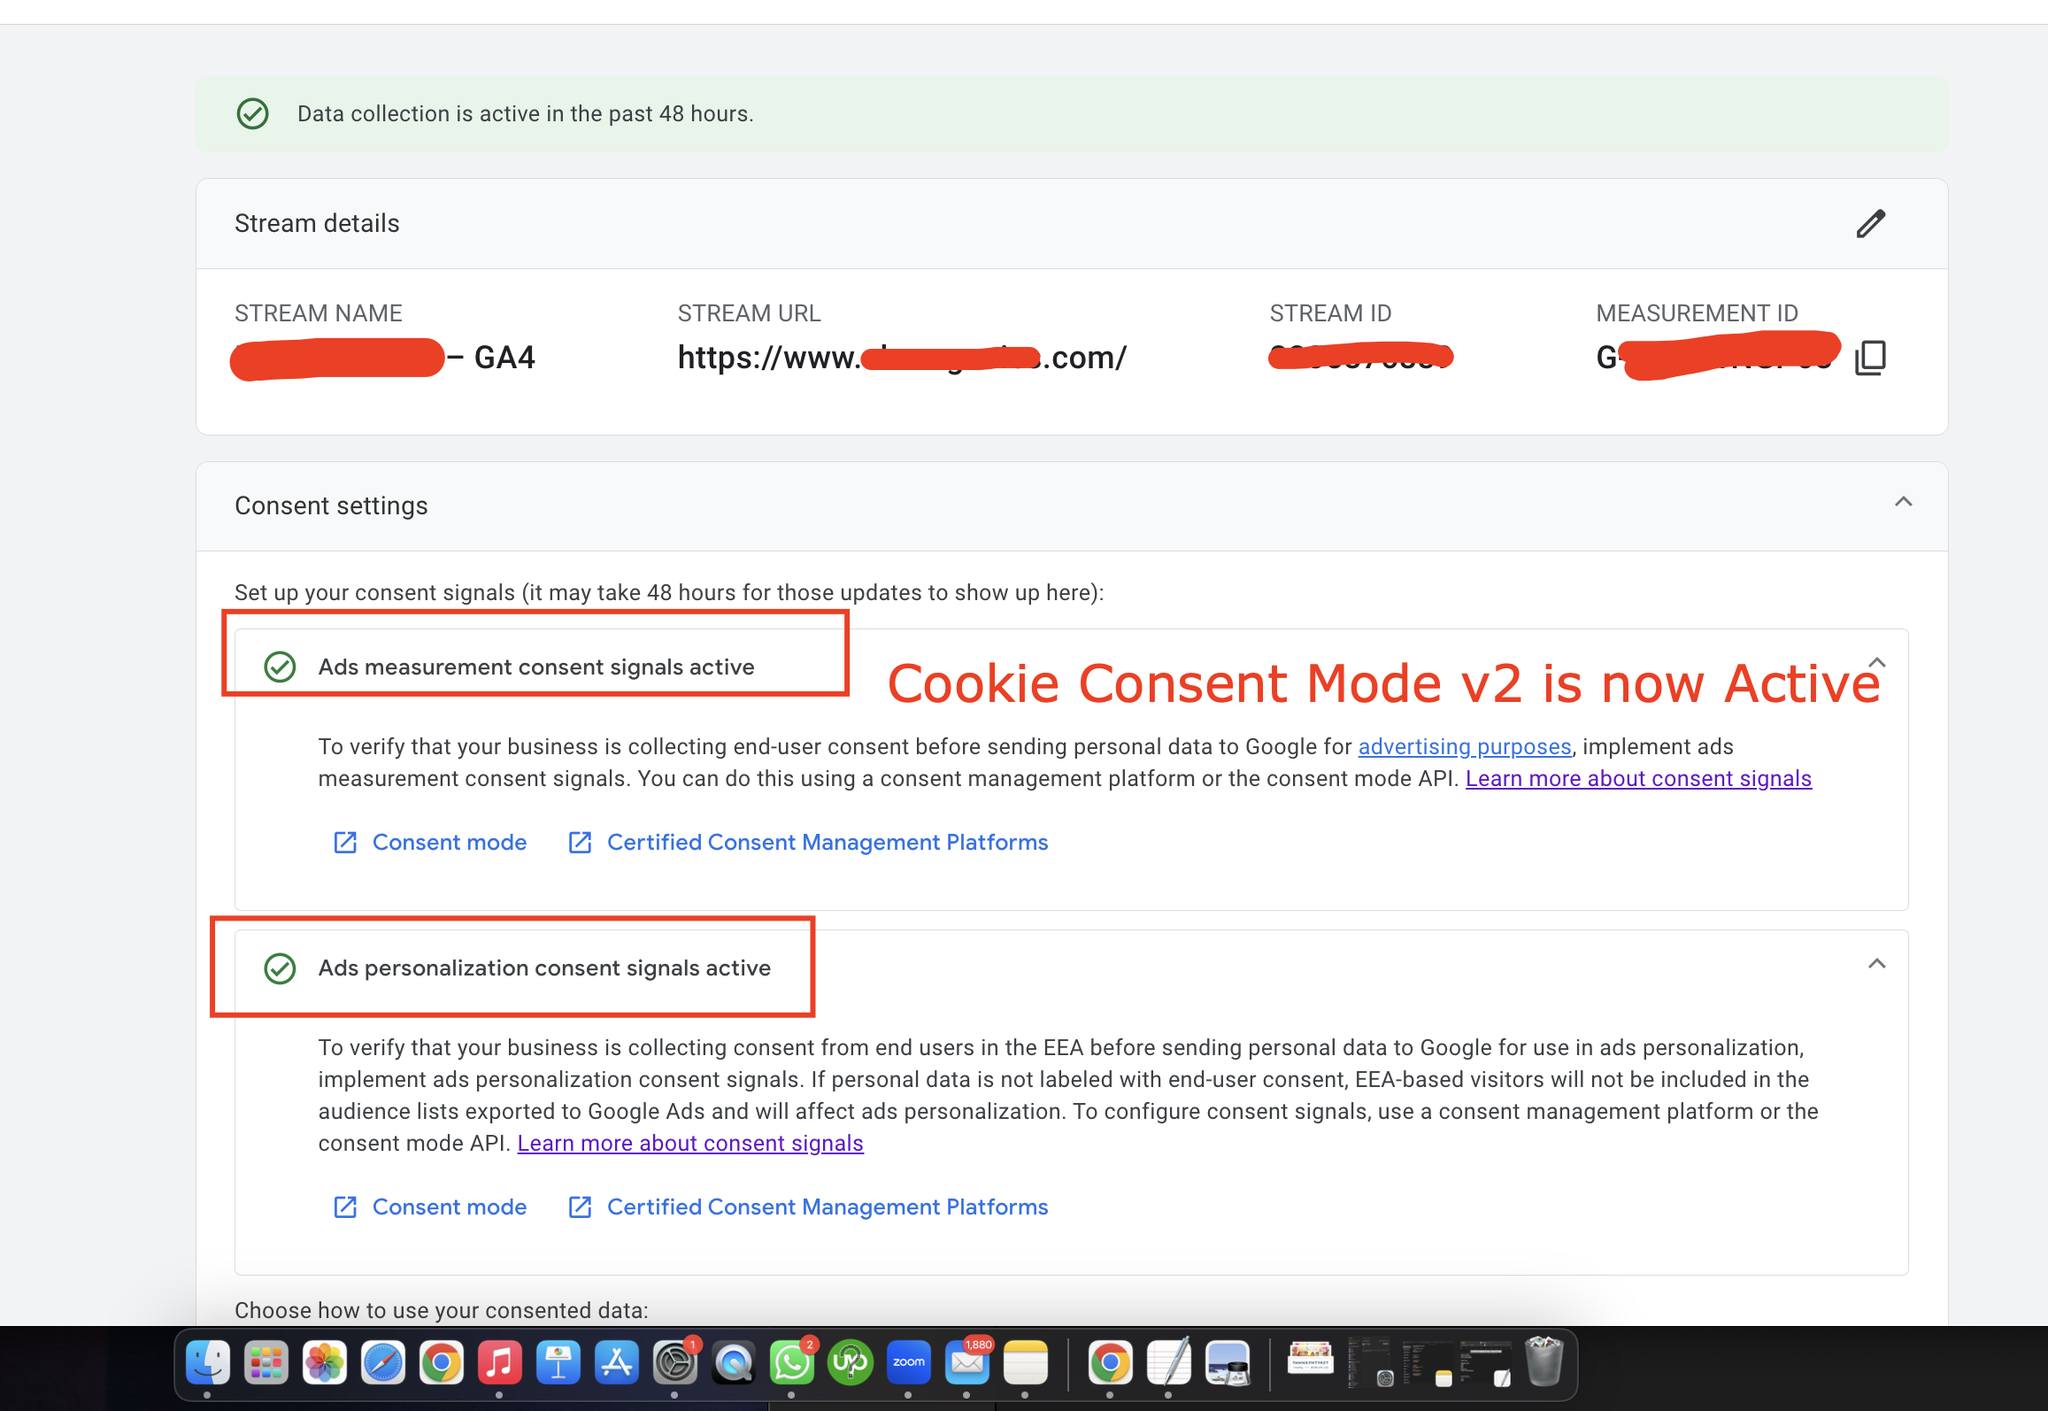 Data collection is active in the past 48 hours.
Stream details
STREAM NAME
STREAM URL
STREAM ID
MEASUREMENT ID
– GA4
https://www.
.com/
G-
Consent settings
Set up your consent signals (it may take 48 hours for those updates to show up here):
Ads measurement consent signals active
Cookie Consent Mode v2 is now Active
To verify that your business is collecting end-user consent before sending personal data to Google for advertising purposes, implement ads
measurement consent signals. You can do this using a consent management platform or the consent mode API. Learn more about consent signals
Consent mode
Certified Consent Management Platforms
Ads personalization consent signals active
To verify that your business is collecting consent from end users in the EEA before sending personal data to Google for use in ads personalization,
implement ads personalization consent signals. If personal data is not labeled with end-user consent, EEA-based visitors will not be included in the
audience lists exported to Google Ads and will affect ads personalization. To configure consent signals, use a consent management platform or the
consent mode API. Learn more about consent signals
Consent mode
Certified Consent Management Platforms
Choose how to use your consented data:
1
2
up
zoom
1,880